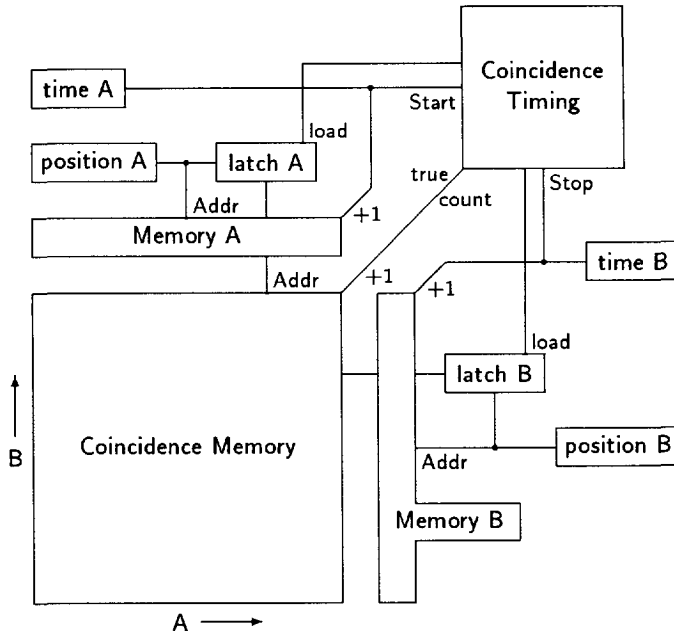 Coincidence
Timing
time A
Start
load
position A
latch A
true
count
Stop
Addr
+1
Memory A
time B
Addr
+1
+1
load
latch B
B
Coincidence Memory
Addr
position B
Memory B
A